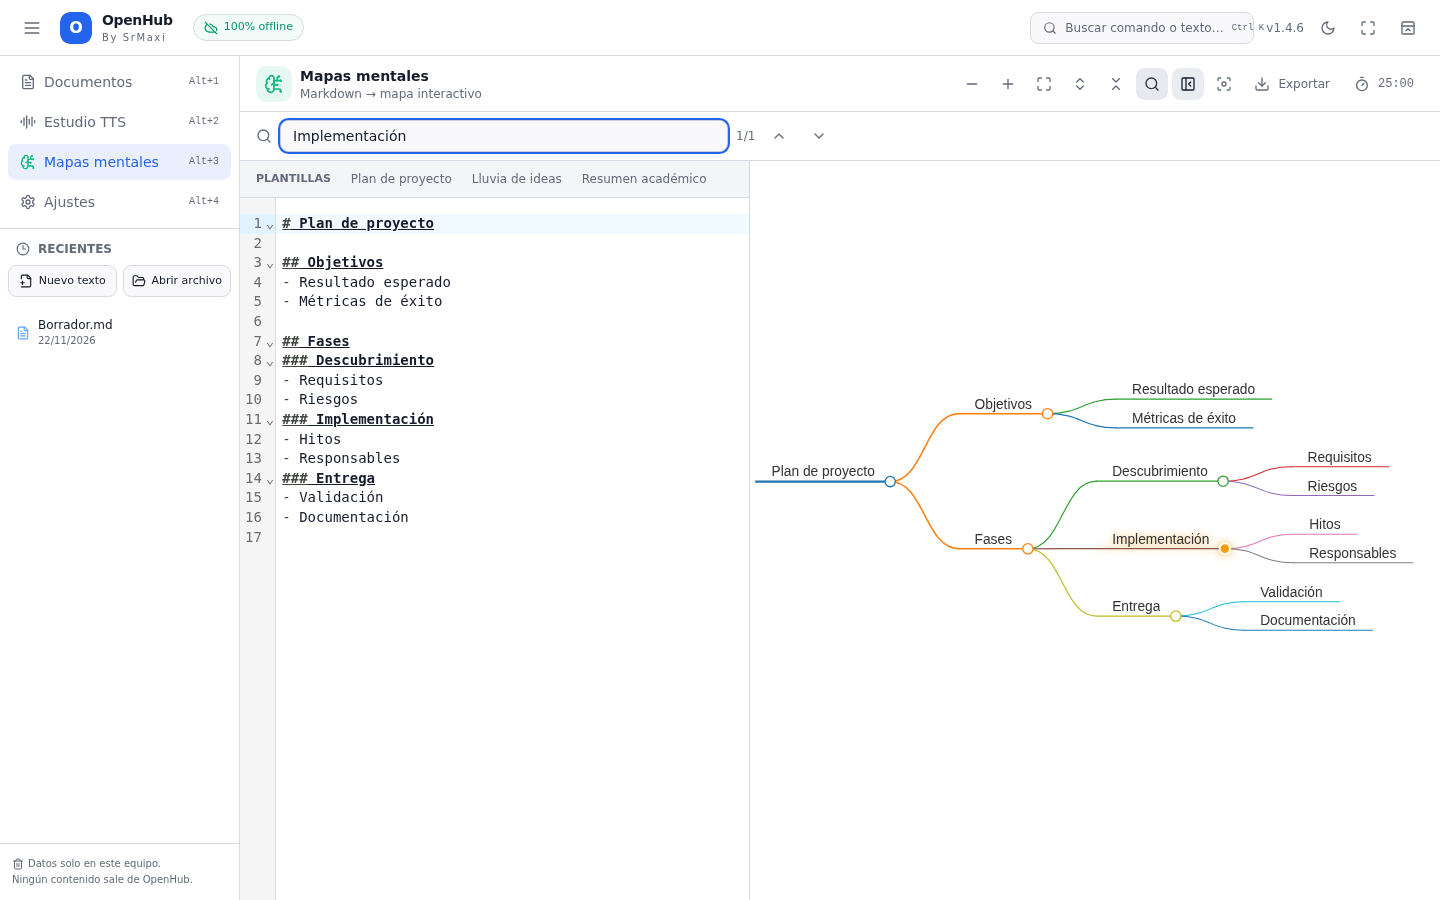 OpenHub
By SrMaxi
100% offline
Buscar comando o texto... Ctrl K
v1.4.6
Documentos Alt+1
Estudio TTS Alt+2
Mapas mentales Alt+3
Ajustes Alt+4
RECIENTES
Nuevo texto
Abrir archivo
Borrador.md
22/11/2026
Datos solo en este equipo.
Ningún contenido sale de OpenHub.
Mapas mentales
Markdown → mapa interactivo
Exportar
25:00
Implementación
1/1
PLANTILLAS Plan de proyecto Lluvia de ideas Resumen académico
1 # Plan de proyecto
2
3 ## Objetivos
4 - Resultado esperado
5 - Métricas de éxito
6
7 ## Fases
8 ### Descubrimiento
9 - Requisitos
10 - Riesgos
11 ### Implementación
12 - Hitos
13 - Responsables
14 ### Entrega
15 - Validación
16 - Documentación
17
Plan de proyecto
Objetivos
Resultado esperado
Métricas de éxito
Fases
Descubrimiento
Requisitos
Riesgos
Implementación
Hitos
Responsables
Entrega
Validación
Documentación